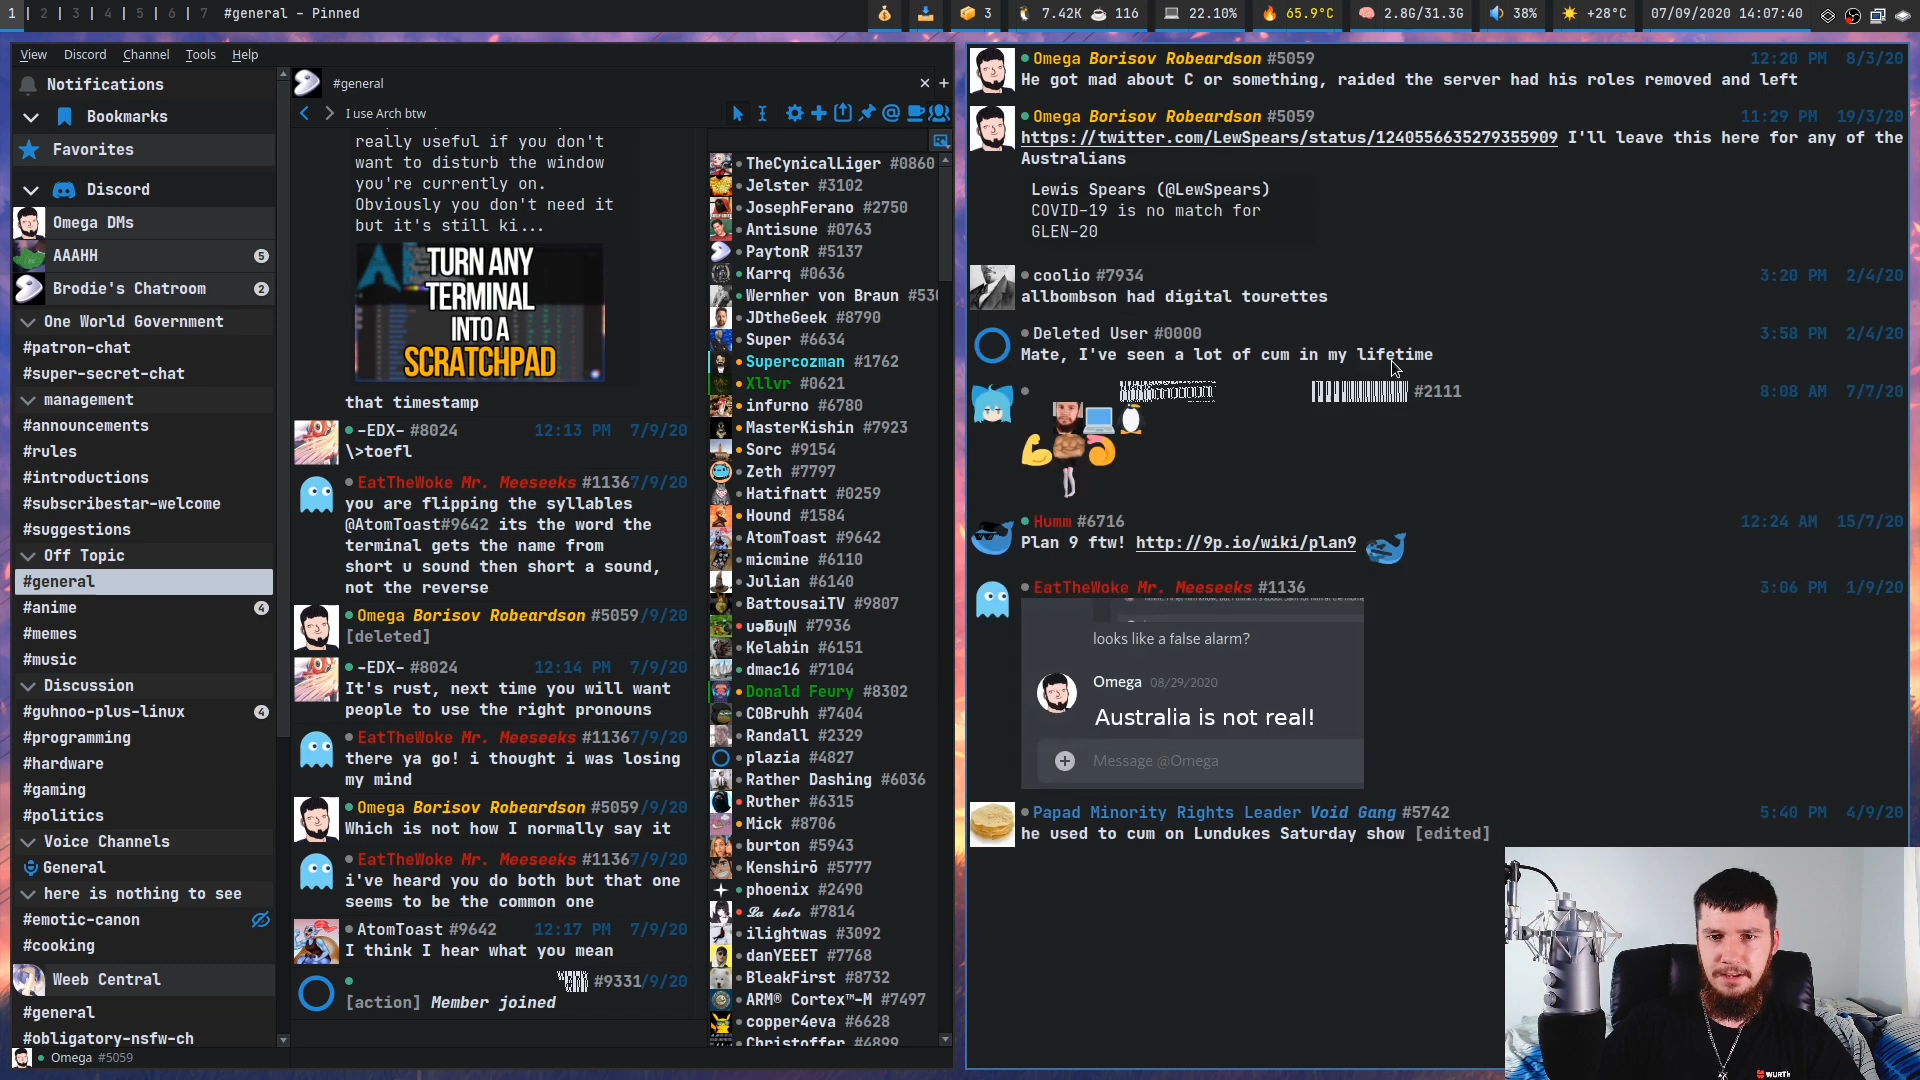 1 | 2 | 3 | 4 | 5 | 6 | 7 #general - Pinned
3 7.42K 116 22.10% 65.9°C 2.8G/31.3G 38% +28°C 07/09/2020 14:07:40
View Discord Channel Tools Help
Notifications
Bookmarks
Favorites
Discord
Omega DMs
AAAHH 5
Brodie's Chatroom 2
One World Government
#patron-chat
#super-secret-chat
management
#announcements
#rules
#introductions
#subscribestar-welcome
#suggestions
Off Topic
#general
#anime 4
#memes
#music
Discussion
#guhnoo-plus-linux 4
#programming
#hardware
#gaming
#politics
Voice Channels
General
here is nothing to see
#emotic-canon
#cooking
Weeb Central
#general
#obligatory-nsfw-ch
Omega #5059
#general
I use Arch btw
really useful if you don't
want to disturb the window
you're currently on.
Obviously you don't need it
but it's still ki...
TURN ANY
TERMINAL
INTO A
SCRATCHPAD
that timestamp
-EDX- #8024 12:13 PM 7/9/20
\>toefl
EatTheWoke Mr. Meeseeks #1136 7/9/20
you are flipping the syllables
@AtomToast#9642 its the word the
terminal gets the name from
short u sound then short a sound,
not the reverse
Omega Borisov Robeardson #5059 /9/20
[deleted]
-EDX- #8024 12:14 PM 7/9/20
It's rust, next time you will want
people to use the right pronouns
EatTheWoke Mr. Meeseeks #1136 7/9/20
there ya go! i thought i was losing
my mind
Omega Borisov Robeardson #5059 /9/20
Which is not how I normally say it
EatTheWoke Mr. Meeseeks #1136 7/9/20
i've heard you do both but that one
seems to be the common one
AtomToast #9642 12:17 PM 7/9/20
I think I hear what you mean
#9331 /9/20
[action] Member joined
TheCynicalLiger #0860
Jelster #3102
JosephFerano #2750
Antisune #0763
PaytonR #5137
Karrq #0636
Wernher von Braun #530
JDtheGeek #8790
Super #6634
Supercozman #1762
Xllvr #0621
infurno #6780
MasterKishin #7923
Sorc #9154
Zeth #7797
Hatifnatt #0259
Hound #1584
AtomToast #9642
micmine #6110
Julian #6140
BattousaiTV #9807
#7936
Kelabin #6151
dmac16 #7104
Donald Feury #8302
C0Bruhh #7404
Randall #2329
plazia #4827
Rather Dashing #6036
Ruther #6315
Mick #8706
burton #5943
Kenshirō #5777
phoenix #2490
#7814
ilightwas #3092
danYEEET #7768
BleakFirst #8732
ARM® Cortex™-M #7497
copper4eva #6628
Christoffer #4899
Omega Borisov Robeardson #5059 12:20 PM 8/3/20
He got mad about C or something, raided the server had his roles removed and left
Omega Borisov Robeardson #5059 11:29 PM 19/3/20
https://twitter.com/LewSpears/status/1240556635279355909 I'll leave this here for any of the
Australians
Lewis Spears (@LewSpears)
COVID-19 is no match for
GLEN-20
coolio #7934 3:20 PM 2/4/20
allbombson had digital tourettes
Deleted User #0000 3:58 PM 2/4/20
Mate, I've seen a lot of cum in my lifetime
#2111 8:08 AM 7/7/20
Humm #6716 12:24 AM 15/7/20
Plan 9 ftw! http://9p.io/wiki/plan9
EatTheWoke Mr. Meeseeks #1136 3:06 PM 1/9/20
looks like a false alarm?
Omega 08/29/2020
Australia is not real!
Message @Omega
Papad Minority Rights Leader Void Gang #5742 5:40 PM 4/9/20
he used to cum on Lundukes Saturday show [edited]
WÜRTH